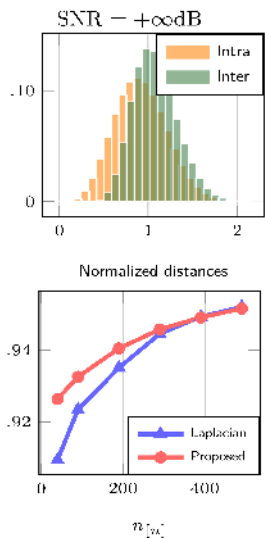 SNR = +∞dB
Intra
Inter
.10
0
0 1 2
Normalized distances
.94
.92
Laplacian
Proposed
0 200 400
n[u]